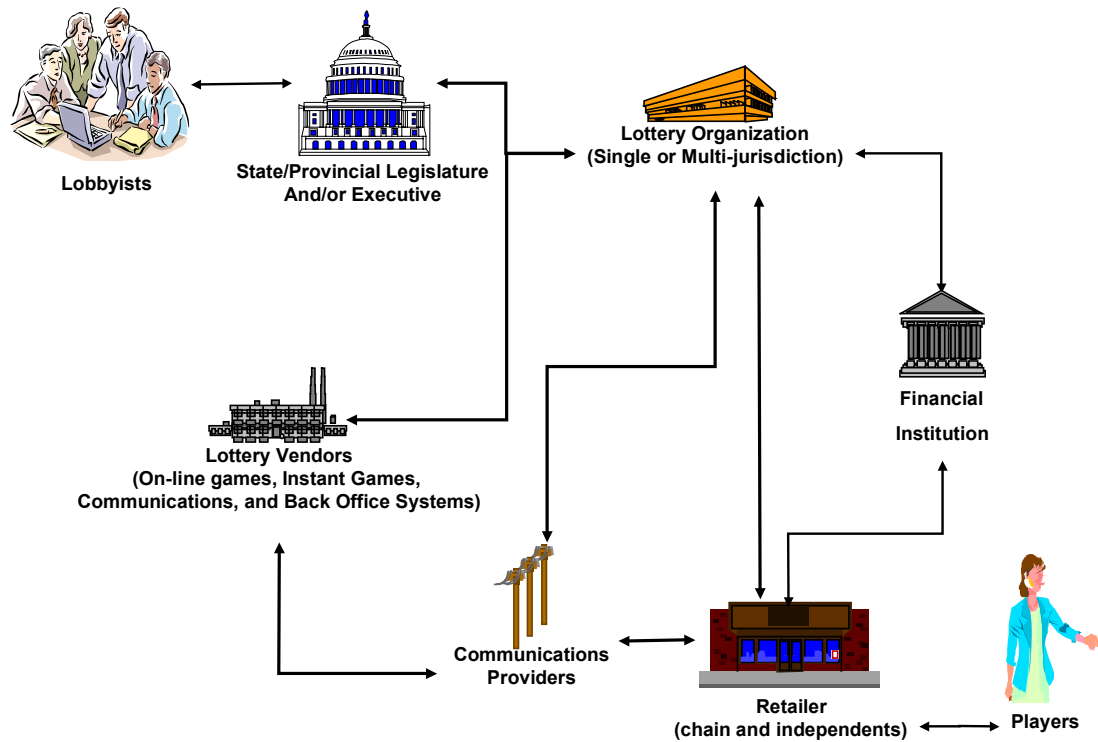 Lobbyists
State/Provincial Legislature
And/or Executive
Lottery Organization
(Single or Multi-jurisdiction)
Financial
Institution
Lottery Vendors
(On-line games, Instant Games,
Communications, and Back Office Systems)
Communications
Providers
Retailer
(chain and independents)
Players